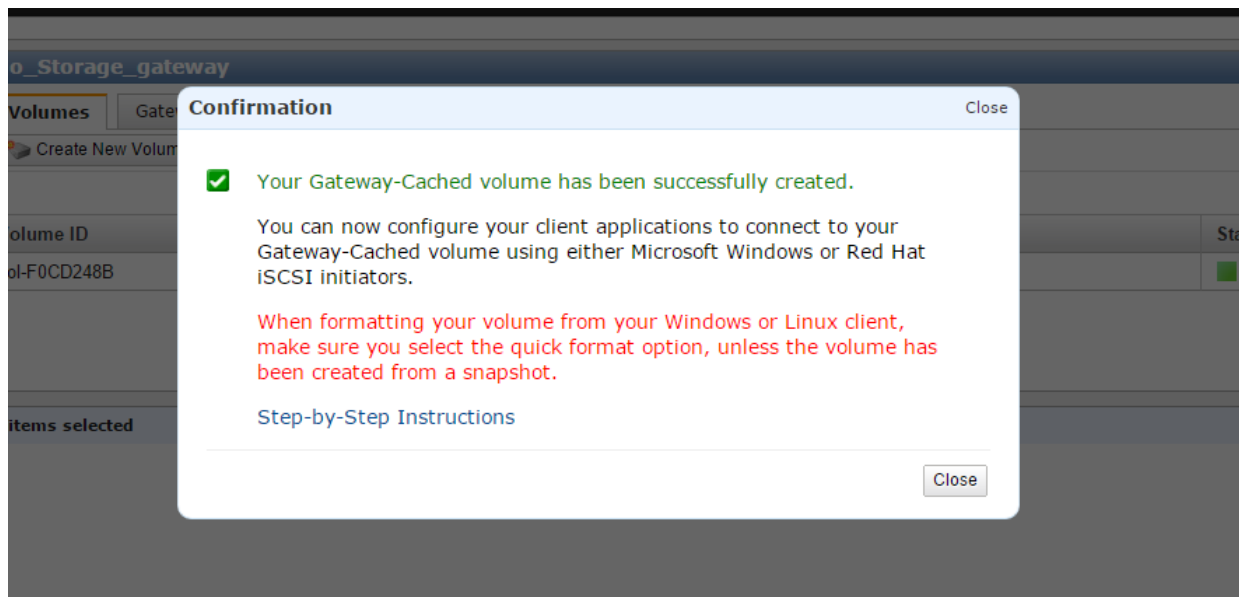 o_Storage_gateway
Volumes Gate
Create New Volum
Confirmation Close
Your Gateway-Cached volume has been successfully created.
You can now configure your client applications to connect to your
Gateway-Cached volume using either Microsoft Windows or Red Hat
iSCSI initiators.
When formatting your volume from your Windows or Linux client,
make sure you select the quick format option, unless the volume has
been created from a snapshot.
Step-by-Step Instructions
Close
olume ID Sta
ol-F0CD248B
items selected